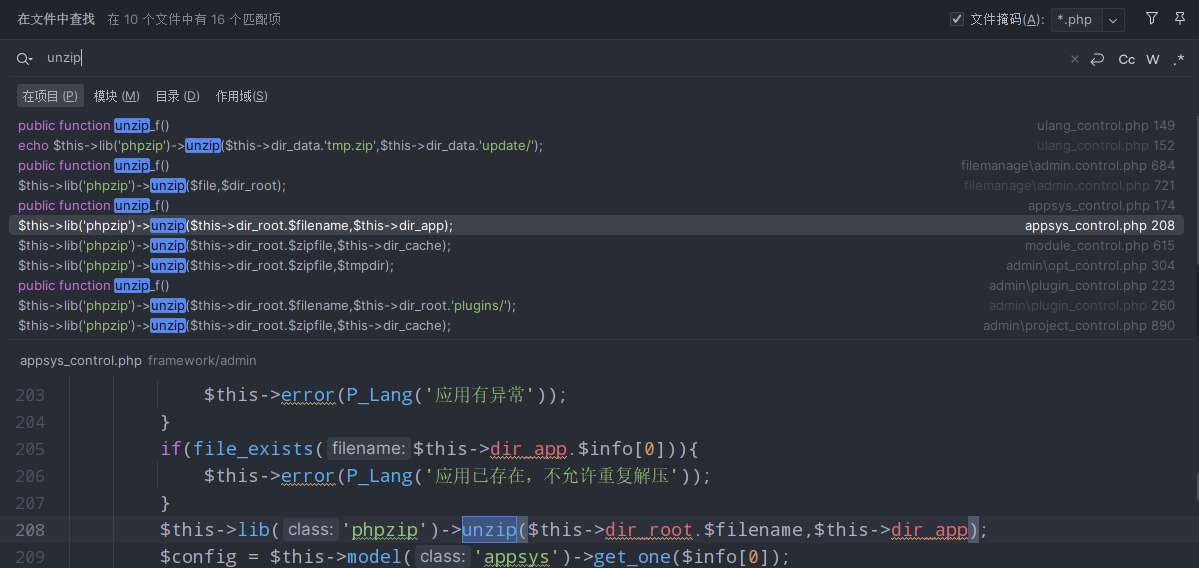 在文件中查找 在 10 个文件中有 16 个匹配项 文件掩码(A): *.php
unzip × Cc W .*
在项目 (P) 模块 (M) 目录 (D) 作用域(S)
public function unzip_f() ulang_control.php 149
echo $this->lib('phpzip')->unzip($this->dir_data.'tmp.zip',$this->dir_data.'update/'); ulang_control.php 152
public function unzip_f() filemanage\admin.control.php 684
$this->lib('phpzip')->unzip($file,$dir_root); filemanage\admin.control.php 721
public function unzip_f() appsys_control.php 174
$this->lib('phpzip')->unzip($this->dir_root.$filename,$this->dir_app); appsys_control.php 208
$this->lib('phpzip')->unzip($this->dir_root.$zipfile,$this->dir_cache); module_control.php 615
$this->lib('phpzip')->unzip($this->dir_root.$zipfile,$tmpdir); admin\opt_control.php 304
public function unzip_f() admin\plugin_control.php 223
$this->lib('phpzip')->unzip($this->dir_root.$filename,$this->dir_root.'plugins/'); admin\plugin_control.php 260
$this->lib('phpzip')->unzip($this->dir_root.$zipfile,$this->dir_cache); admin\project_control.php 890
appsys_control.php framework/admin
203 $this->error(P_Lang('应用有异常'));
204 }
205 if(file_exists( filename: $this->dir_app.$info[0])){
206 $this->error(P_Lang('应用已存在，不允许重复解压'));
207 }
208 $this->lib( class: 'phpzip')->unzip($this->dir_root.$filename,$this->dir_app);
209 $config = $this->model( class: 'appsys')->get_one($info[0]);